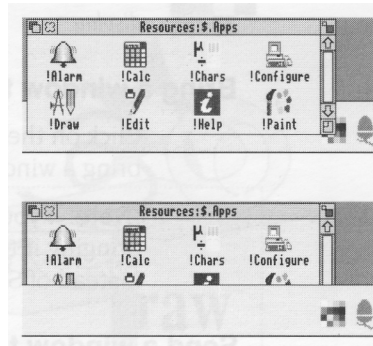 Resources:$.Apps
!Alarm !Calc !Chars !Configure
!Draw !Edit !Help !Paint
Resources:$.Apps
!Alarm !Calc !Chars !Configure